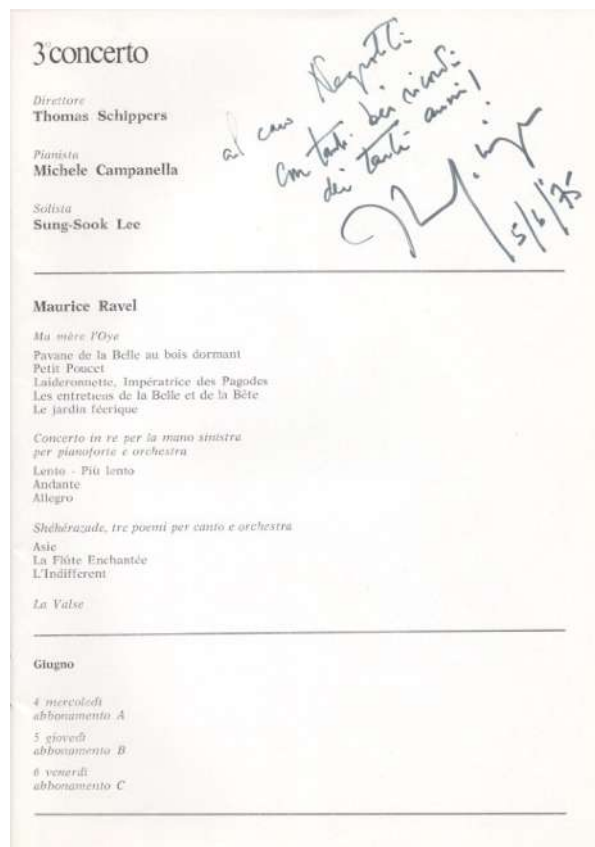 3° concerto
al caro Negrotti
con tanti bei ricordi
dei tanti anni!
5/6/75
Direttore
Thomas Schippers
Pianista
Michele Campanella
Solista
Sung-Sook Lee
Maurice Ravel
Ma mère l'Oye
Pavane de la Belle au bois dormant
Petit Poucet
Laideronnette, Impératrice des Pagodes
Les entretiens de la Belle et de la Bête
Le jardin féerique
Concerto in re per la mano sinistra
per pianoforte e orchestra
Lento - Più lento
Andante
Allegro
Shéhérazade, tre poemi per canto e orchestra
Asie
La Flûte Enchantée
L'Indifferent
La Valse
Giugno
4 mercoledì
abbonamento A
5 giovedì
abbonamento B
6 venerdì
abbonamento C